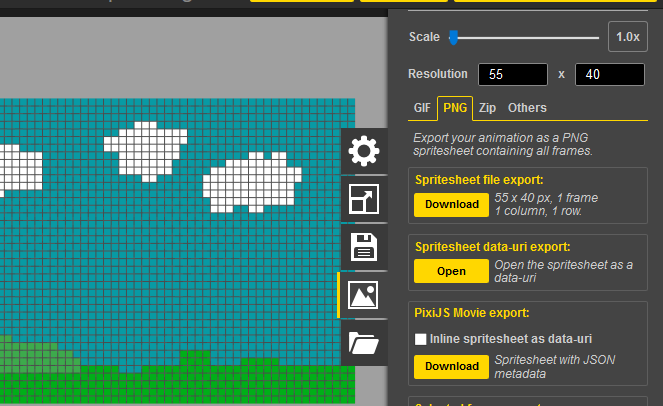 Scale
1.0x
Resolution
55
x
40
GIF PNG Zip Others
Export your animation as a PNG
spritesheet containing all frames.
Spritesheet file export:
Download
55 x 40 px, 1 frame
1 column, 1 row.
Spritesheet data-uri export:
Open
Open the spritesheet as a
data-uri
PixiJS Movie export:
Inline spritesheet as data-uri
Download
Spritesheet with JSON
metadata